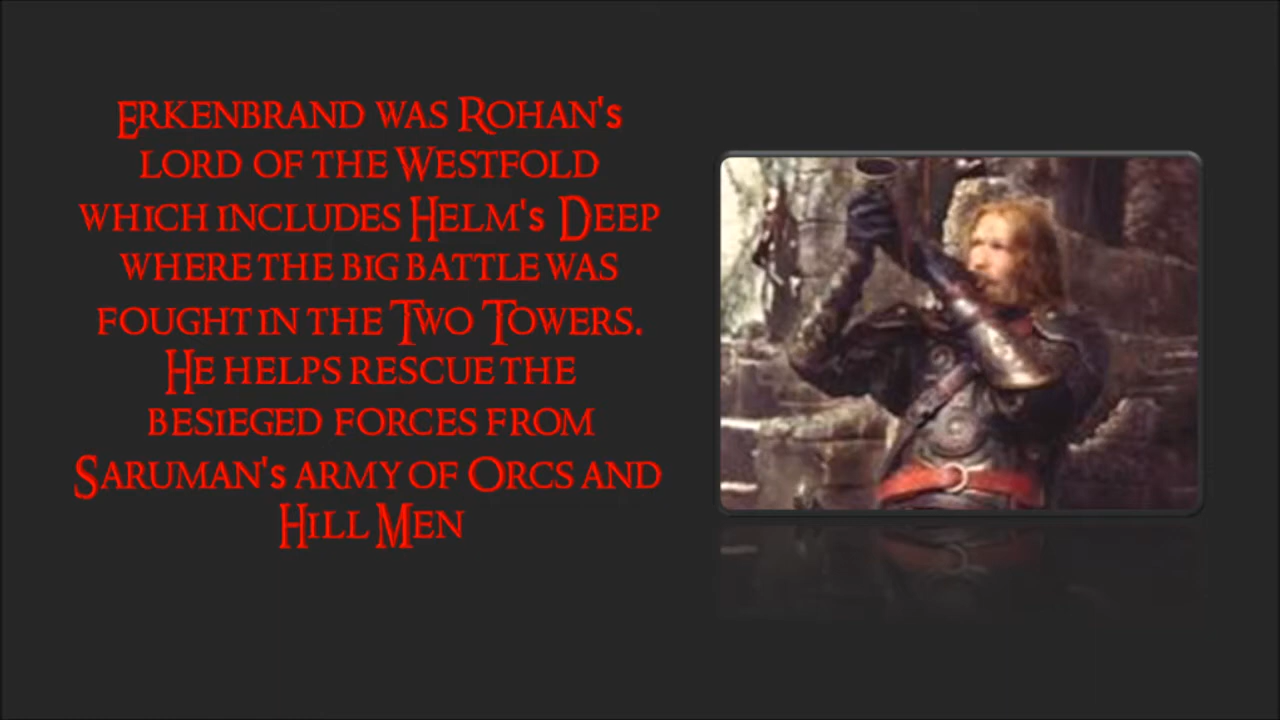 Erkenbrand was Rohan's
lord of the Westfold
which includes Helm's Deep
where the big battle was
fought in the Two Towers.
He helps rescue the
besieged forces from
Saruman's army of Orcs and
Hill Men